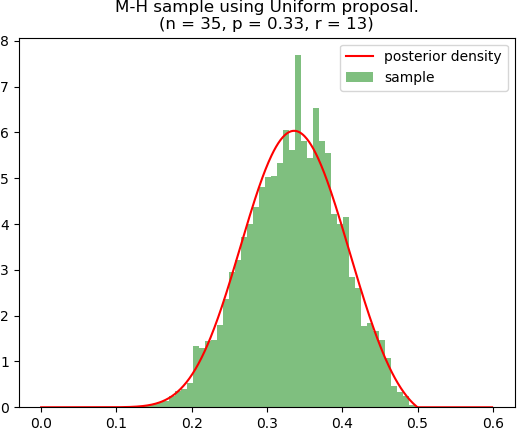 M-H sample using Uniform proposal.
(n = 35, p = 0.33, r = 13)
posterior density
sample
8
7
6
5
4
3
2
1
0
0.0 0.1 0.2 0.3 0.4 0.5 0.6